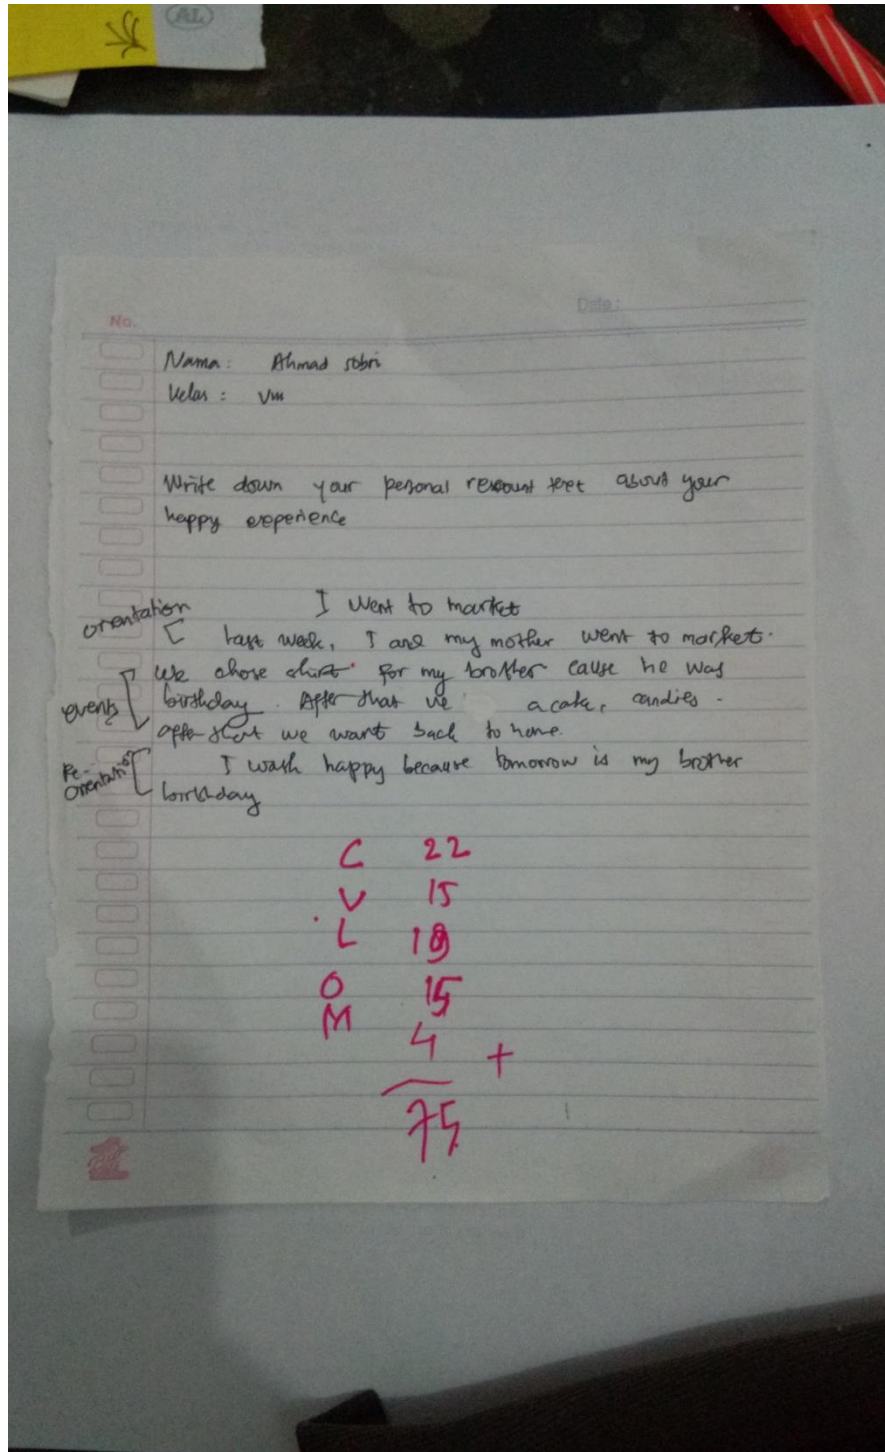 AL
No.
Date:
Nama: Ahmad sobri
Kelas: VIII
Write down your personal recount text about your
happy experience
I went to market
orientation
Last week, I and my mother went to market.
events
We chose shirt for my brother cause he was
birthday. After that we a cake, candies.
after that we want back to home.
Re-
Orientation
I wash happy because tomorrow is my brother
birthday
C 22
V 15
L 19
O 15
M 4 +
75